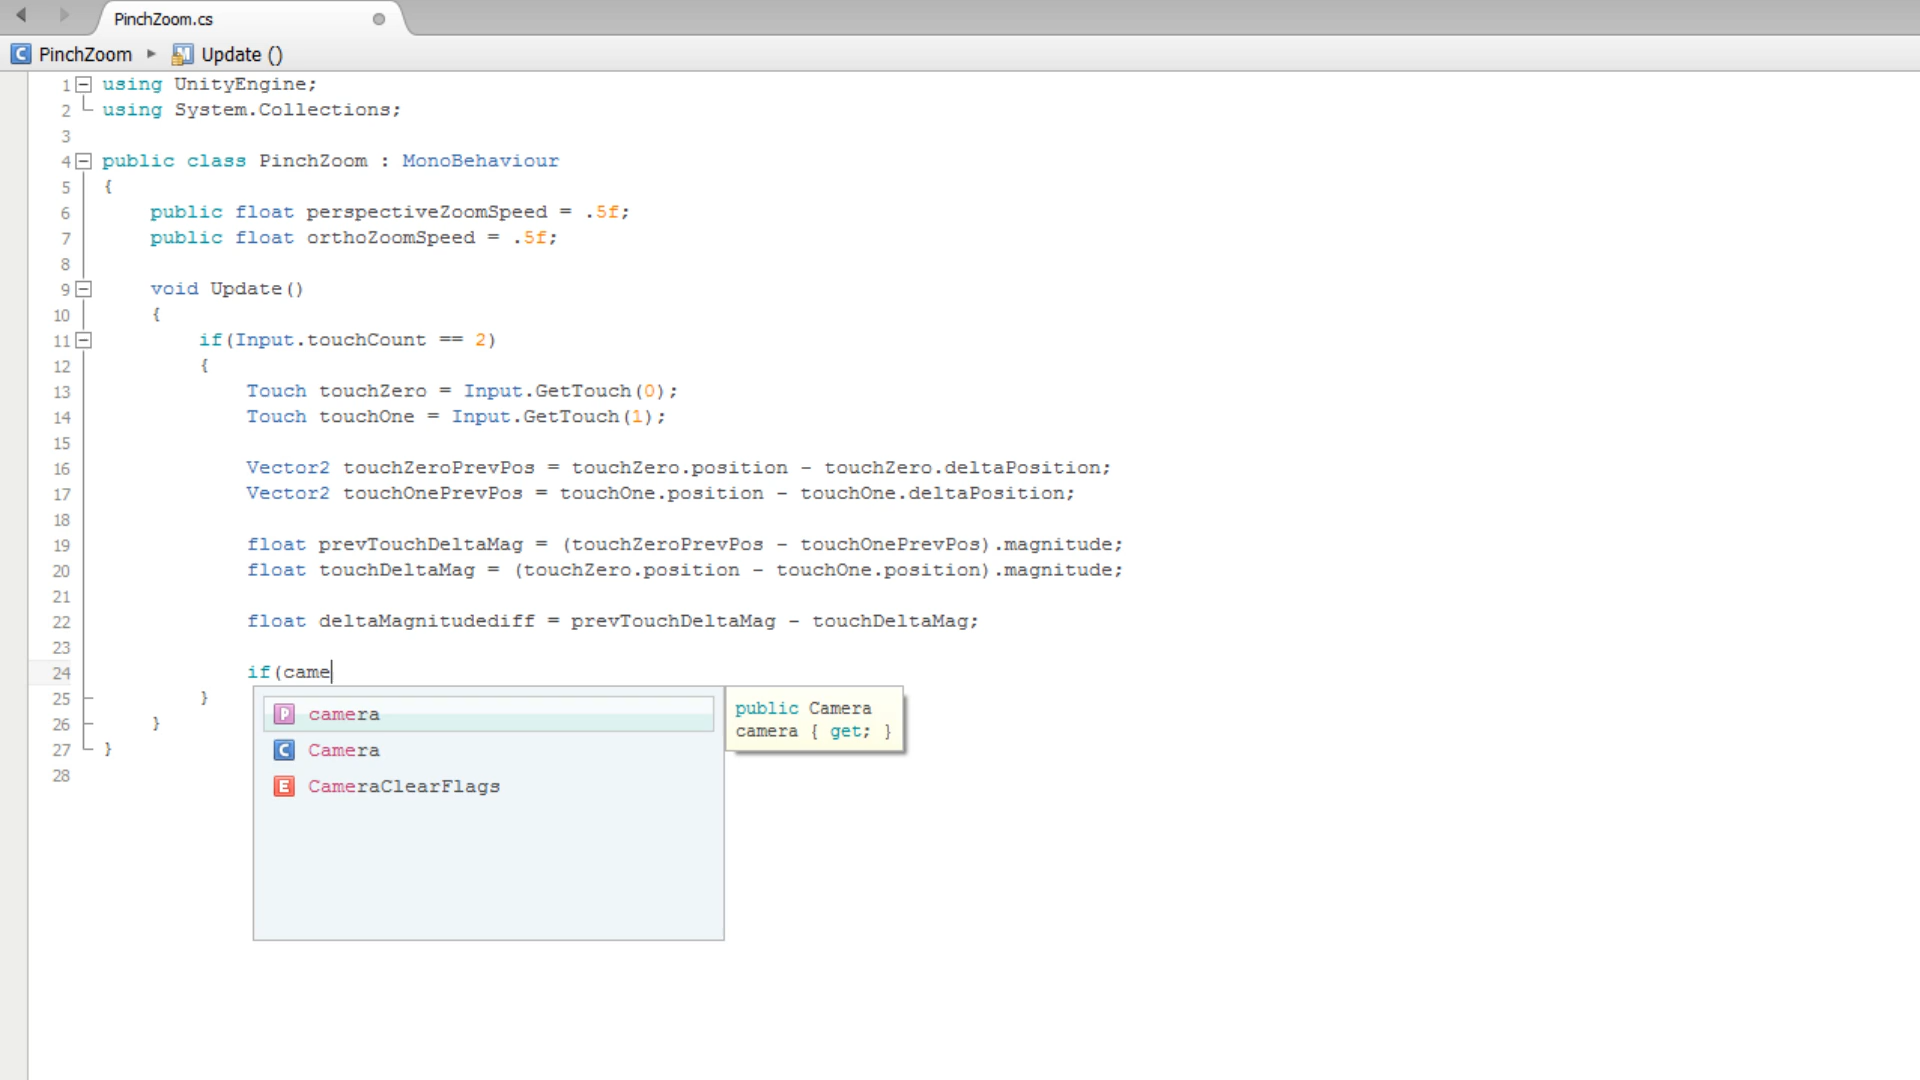 PinchZoom.cs
PinchZoom ▸ Update ()
1 using UnityEngine;
2 using System.Collections;
3
4 public class PinchZoom : MonoBehaviour
5 {
6 public float perspectiveZoomSpeed = .5f;
7 public float orthoZoomSpeed = .5f;
8
9 void Update()
10 {
11 if(Input.touchCount == 2)
12 {
13 Touch touchZero = Input.GetTouch(0);
14 Touch touchOne = Input.GetTouch(1);
15
16 Vector2 touchZeroPrevPos = touchZero.position - touchZero.deltaPosition;
17 Vector2 touchOnePrevPos = touchOne.position - touchOne.deltaPosition;
18
19 float prevTouchDeltaMag = (touchZeroPrevPos - touchOnePrevPos).magnitude;
20 float touchDeltaMag = (touchZero.position - touchOne.position).magnitude;
21
22 float deltaMagnitudediff = prevTouchDeltaMag - touchDeltaMag;
23
24 if(came
25 }
26 }
27 }
28
P camera
C Camera
E CameraClearFlags
public Camera
camera { get; }